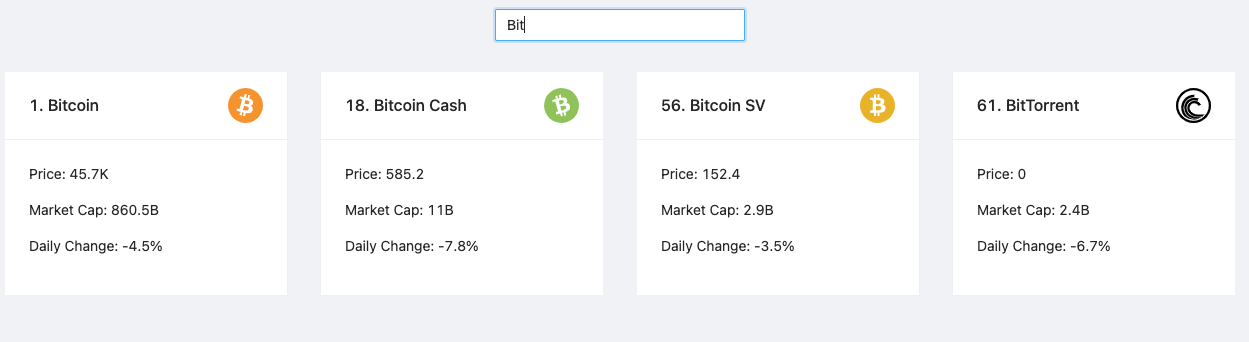 Bit
1. Bitcoin
Price: 45.7K
Market Cap: 860.5B
Daily Change: -4.5%
18. Bitcoin Cash
Price: 585.2
Market Cap: 11B
Daily Change: -7.8%
56. Bitcoin SV
Price: 152.4
Market Cap: 2.9B
Daily Change: -3.5%
61. BitTorrent
Price: 0
Market Cap: 2.4B
Daily Change: -6.7%